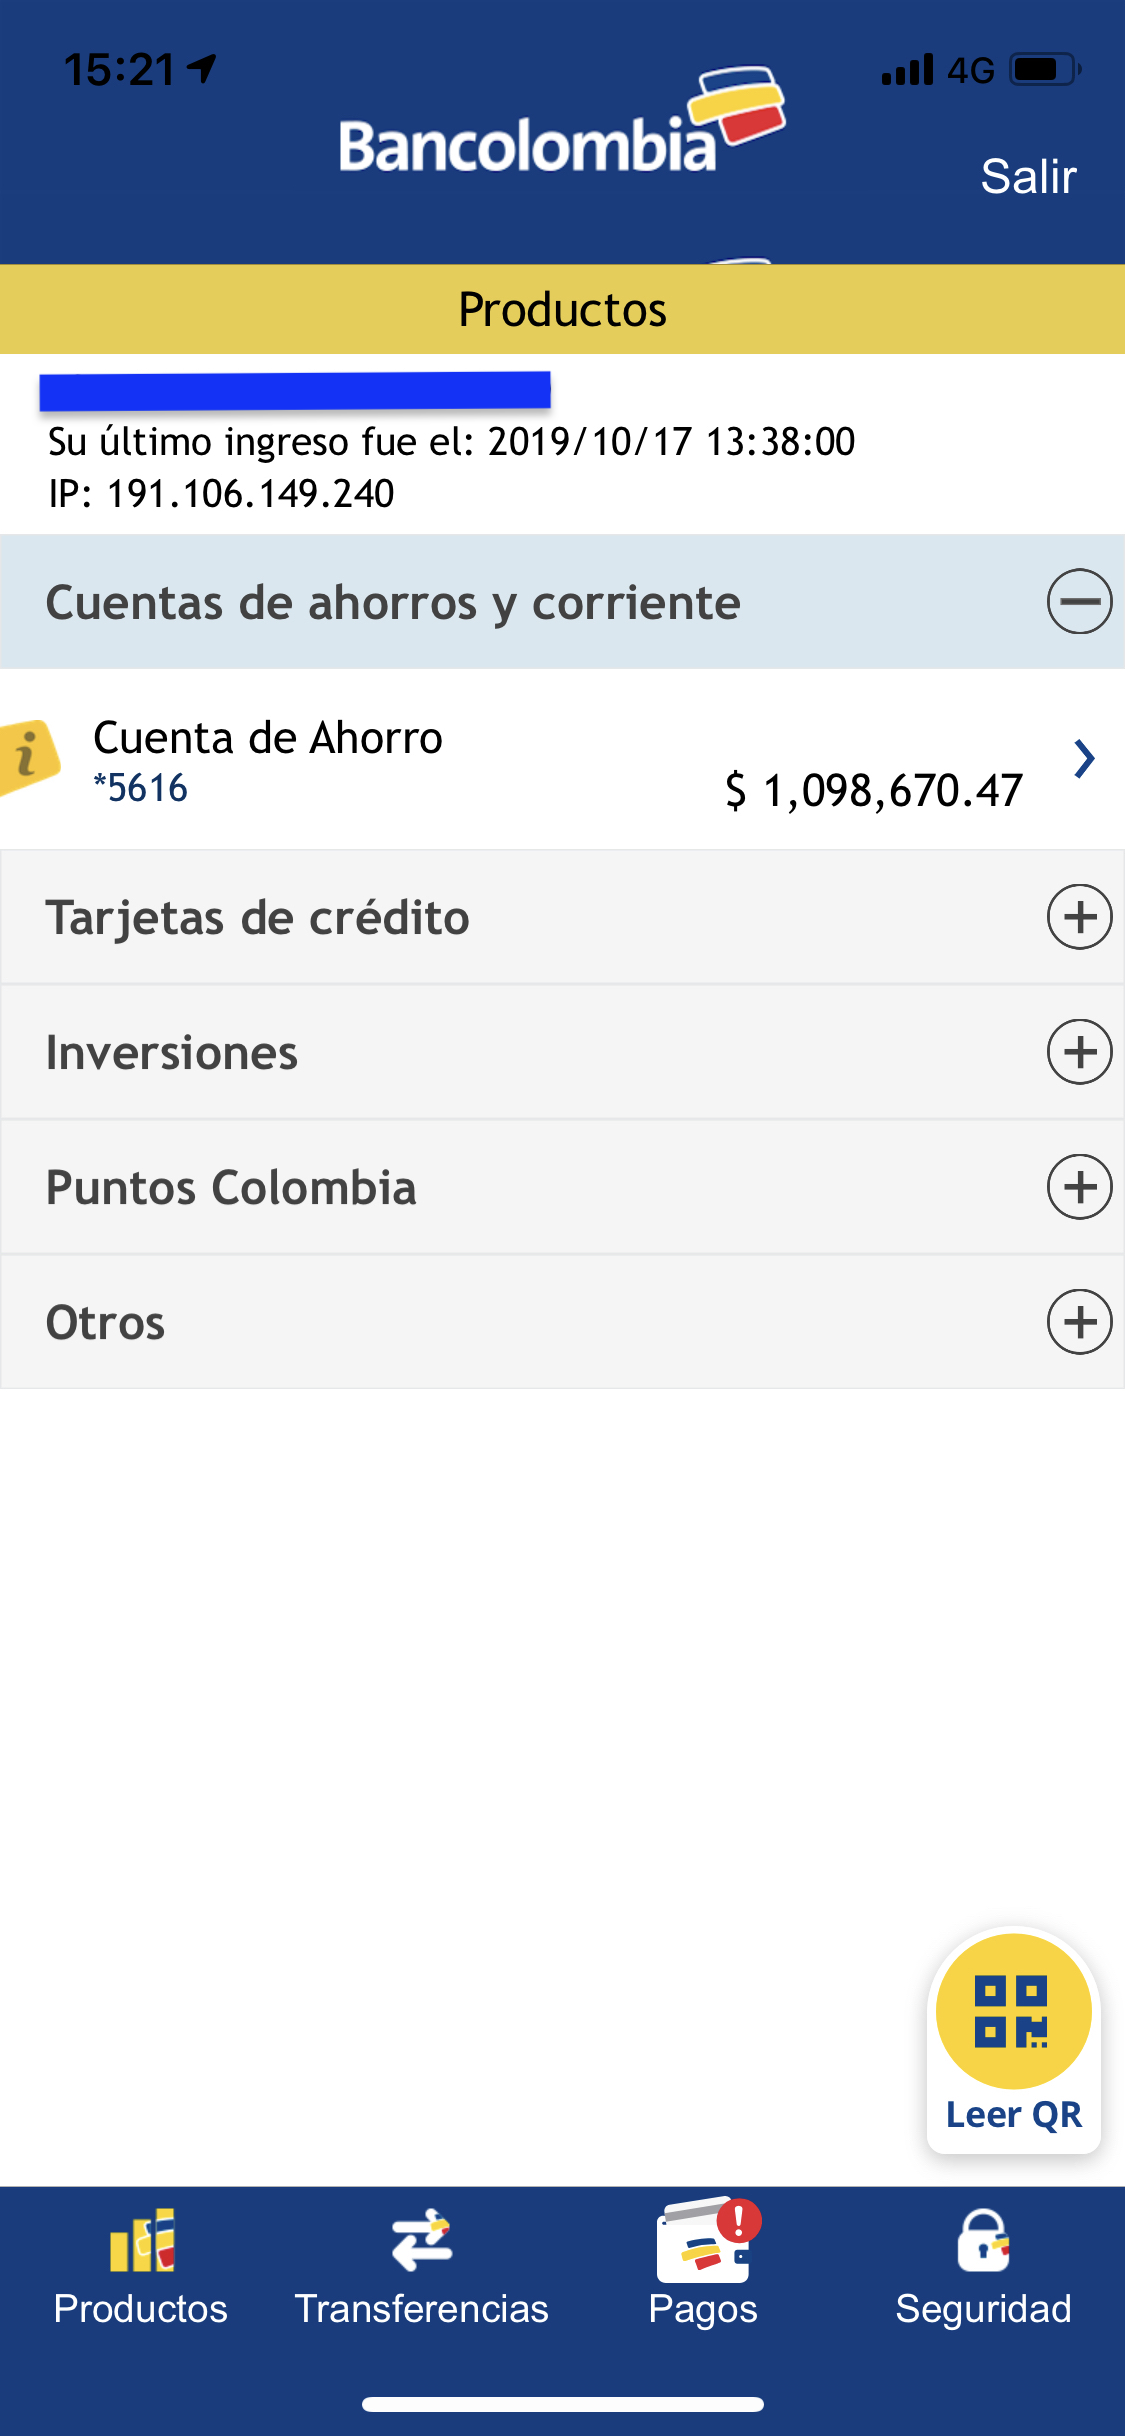 15:21
4G
Bancolombia
Salir
Productos
Su último ingreso fue el: 2019/10/17 13:38:00
IP: 191.106.149.240
Cuentas de ahorros y corriente
i
Cuenta de Ahorro
*5616
$ 1,098,670.47
Tarjetas de crédito
Inversiones
Puntos Colombia
Otros
Leer QR
Productos
Transferencias
Pagos
Seguridad